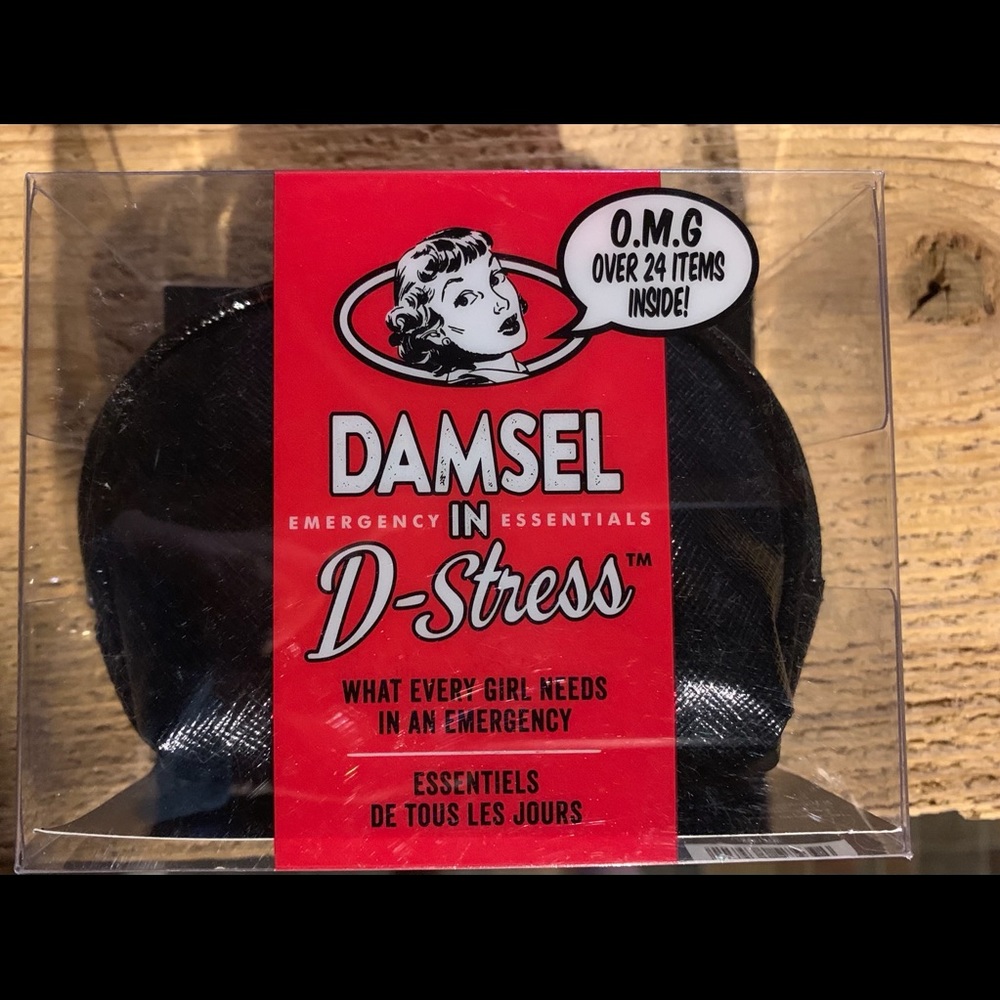 O.M.G
OVER 24 ITEMS
INSIDE!
DAMSEL
EMERGENCY IN ESSENTIALS
D-Stress™
WHAT EVERY GIRL NEEDS
IN AN EMERGENCY
ESSENTIELS
DE TOUS LES JOURS